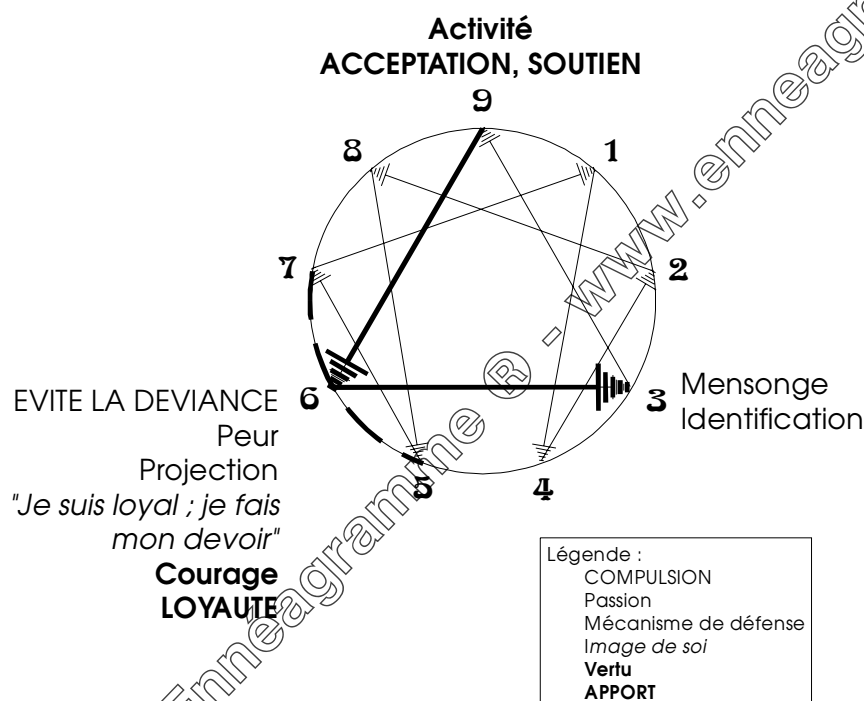 Activité
ACCEPTATION, SOUTIEN
9
8
1
7
2
6
3
5
4
EVITE LA DEVIANCE
Peur
Projection
"Je suis loyal ; je fais
mon devoir"
Courage
LOYAUTE
Mensonge
Identification
Légende :
COMPULSION
Passion
Mécanisme de défense
Image de soi
Vertu
APPORT
Ennéagramme ® - www.enneagr